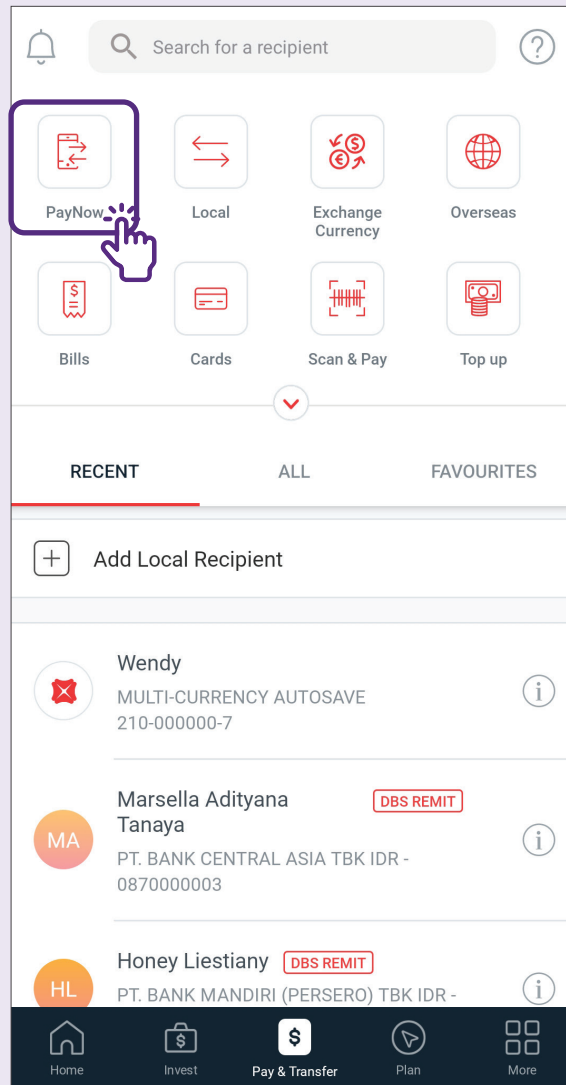 Search for a recipient
?
PayNow
Local
Exchange
Currency
Overseas
Bills
Cards
Scan & Pay
Top up
RECENT
ALL
FAVOURITES
Add Local Recipient
Wendy
MULTI-CURRENCY AUTOSAVE
210-000000-7
i
Marsella Adityana
Tanaya
DBS REMIT
MA
PT. BANK CENTRAL ASIA TBK IDR -
0870000003
i
Honey Liestiany
DBS REMIT
HL
PT. BANK MANDIRI (PERSERO) TBK IDR -
i
Home
Invest
Pay & Transfer
Plan
More